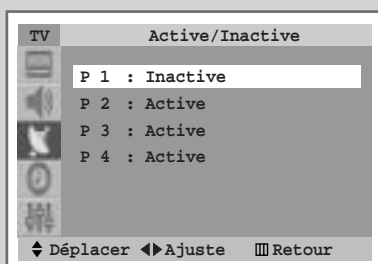 TV Active/Inactive
P 1 : Inactive
P 2 : Active
P 3 : Active
P 4 : Active
Déplacer Ajuste Retour